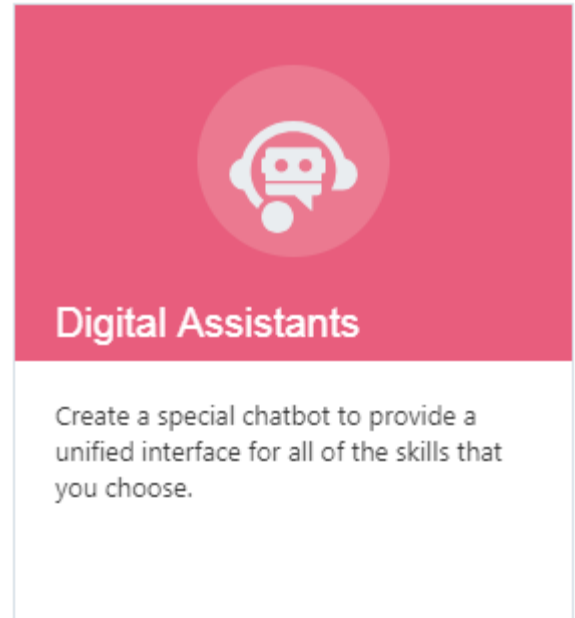 Digital Assistants
Create a special chatbot to provide a
unified interface for all of the skills that
you choose.